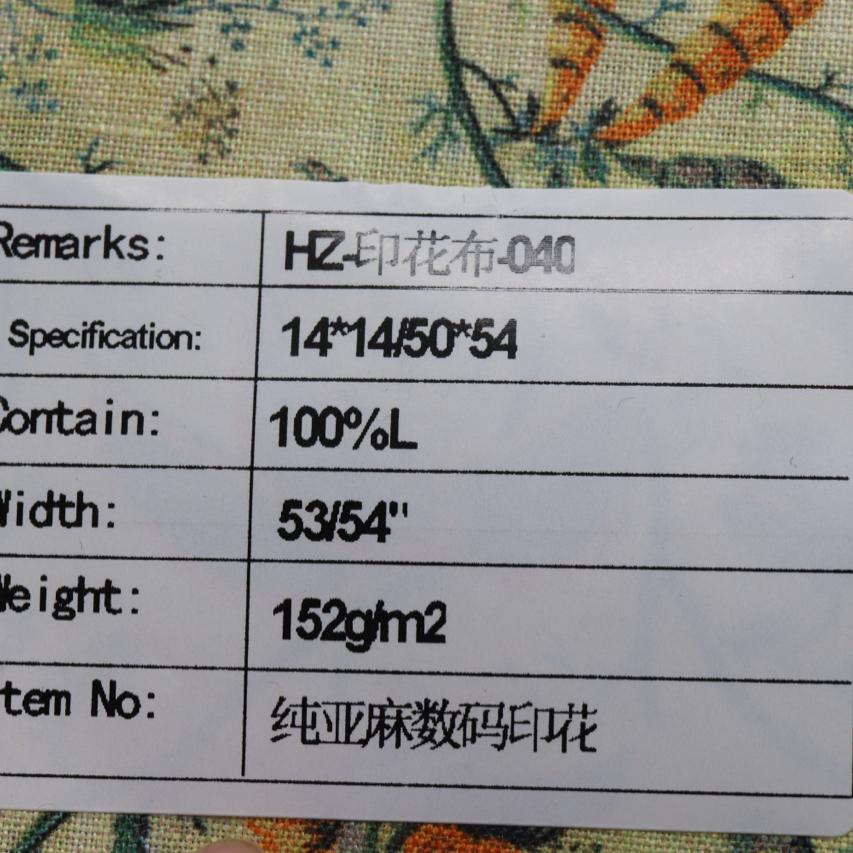 Remarks: HZ-印花布-040
Specification: 14*14/50*54
Contain: 100%L
Width: 53/54"
Weight: 152g/m2
tem No: 纯亚麻数码印花